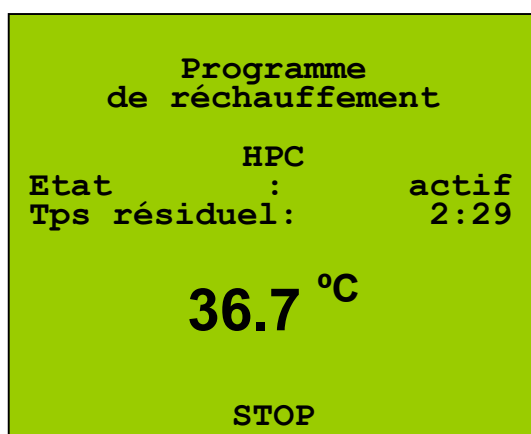 Programme
de réchauffement
HPC
Etat : actif
Tps résiduel: 2:29
36.7 ºC
STOP